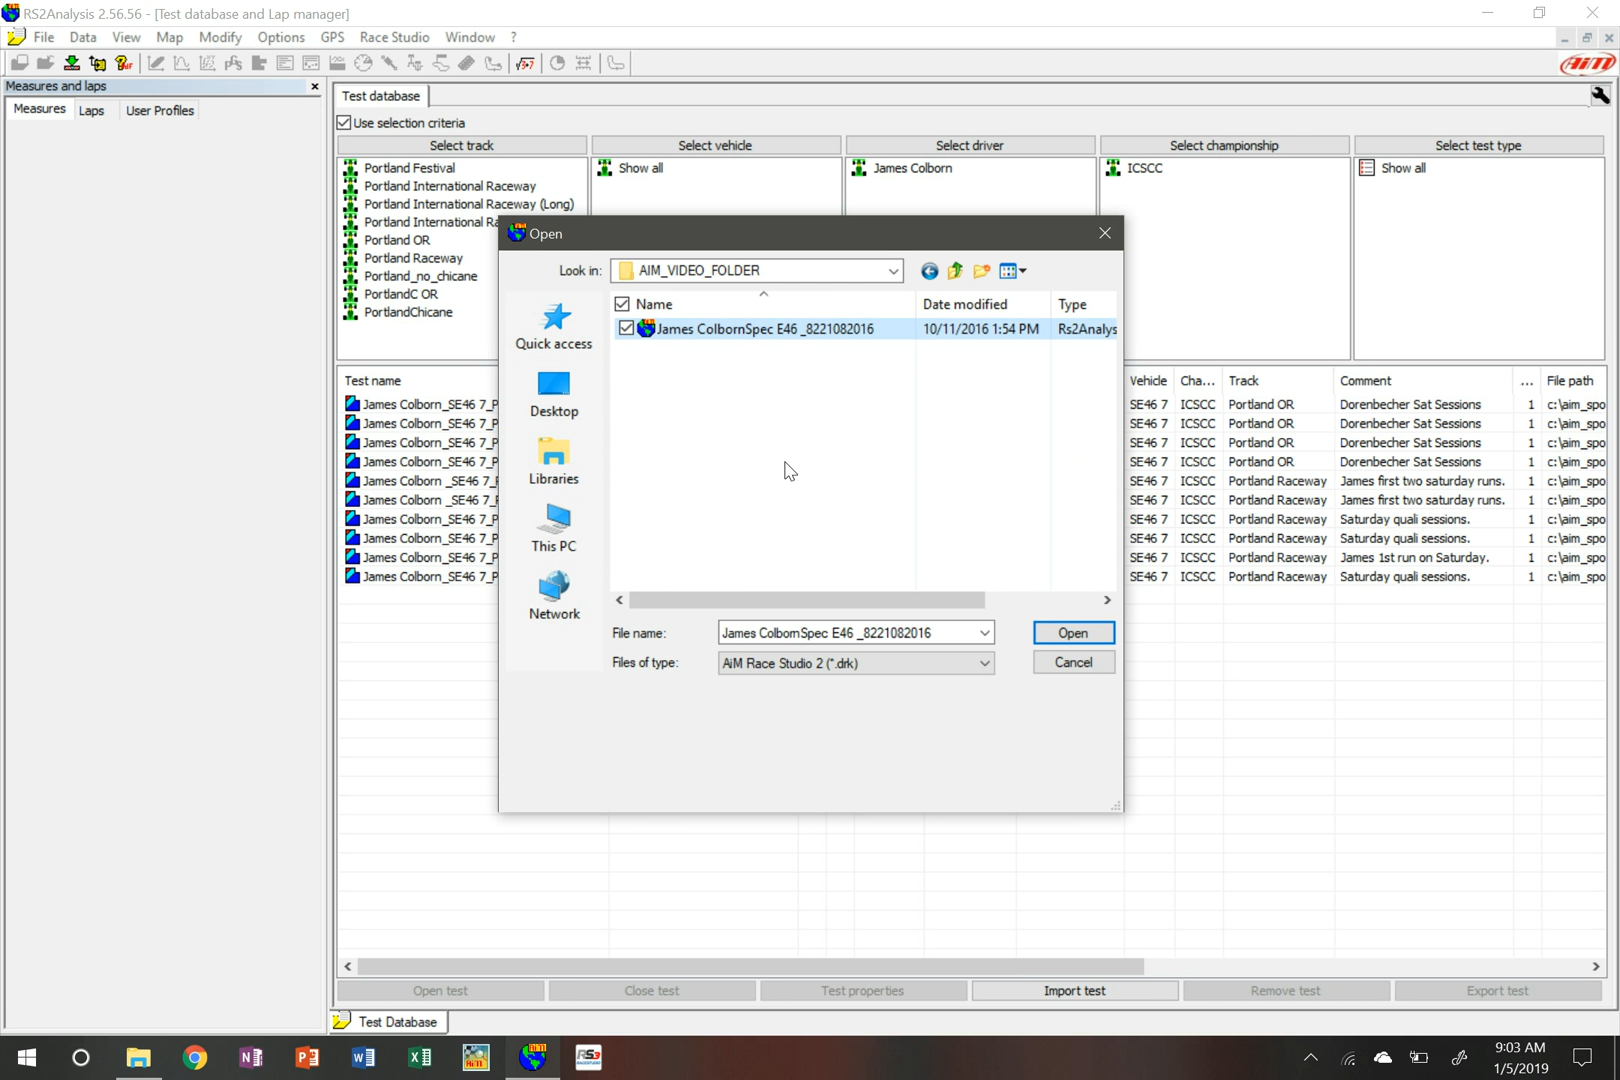 RS2Analysis 2.56.56 - [Test database and Lap manager]
File Data View Map Modify Options GPS Race Studio Window ?
AiM
Measures and laps
Measures Laps User Profiles
Test database
Use selection criteria
Select track Select vehicle Select driver Select championship Select test type
Portland Festival Show all James Colborn ICSCC Show all
Portland International Raceway
Portland International Raceway (Long)
Portland International Ra
Portland OR
Portland Raceway
Portland_no_chicane
PortlandC OR
PortlandChicane
Open
Look in: AIM_VIDEO_FOLDER
Name Date modified Type
James ColbornSpec E46 _8221082016 10/11/2016 1:54 PM Rs2Analys
Quick access
Desktop
Libraries
This PC
Network
File name: James ColbornSpec E46 _8221082016 Open
Files of type: AiM Race Studio 2 (*.drk) Cancel
Test name Vehicle Cha... Track Comment ... File path
James Colborn_SE46 7_P SE46 7 ICSCC Portland OR Dorenbecher Sat Sessions 1 c:\aim_spo
James Colborn_SE46 7_P SE46 7 ICSCC Portland OR Dorenbecher Sat Sessions 1 c:\aim_spo
James Colborn_SE46 7_P SE46 7 ICSCC Portland OR Dorenbecher Sat Sessions 1 c:\aim_spo
James Colborn_SE46 7_P SE46 7 ICSCC Portland OR Dorenbecher Sat Sessions 1 c:\aim_spo
James Colborn _SE46 7_F SE46 7 ICSCC Portland Raceway James first two saturday runs. 1 c:\aim_spo
James Colborn _SE46 7_F SE46 7 ICSCC Portland Raceway James first two saturday runs. 1 c:\aim_spo
James Colborn_SE46 7_P SE46 7 ICSCC Portland Raceway Saturday quali sessions. 1 c:\aim_spo
James Colborn_SE46 7_P SE46 7 ICSCC Portland Raceway Saturday quali sessions. 1 c:\aim_spo
James Colborn_SE46 7_P SE46 7 ICSCC Portland Raceway James 1st run on Saturday. 1 c:\aim_spo
James Colborn_SE46 7_P SE46 7 ICSCC Portland Raceway Saturday quali sessions. 1 c:\aim_spo
Open test Close test Test properties Import test Remove test Export test
Test Database
RS3
9:03 AM
1/5/2019